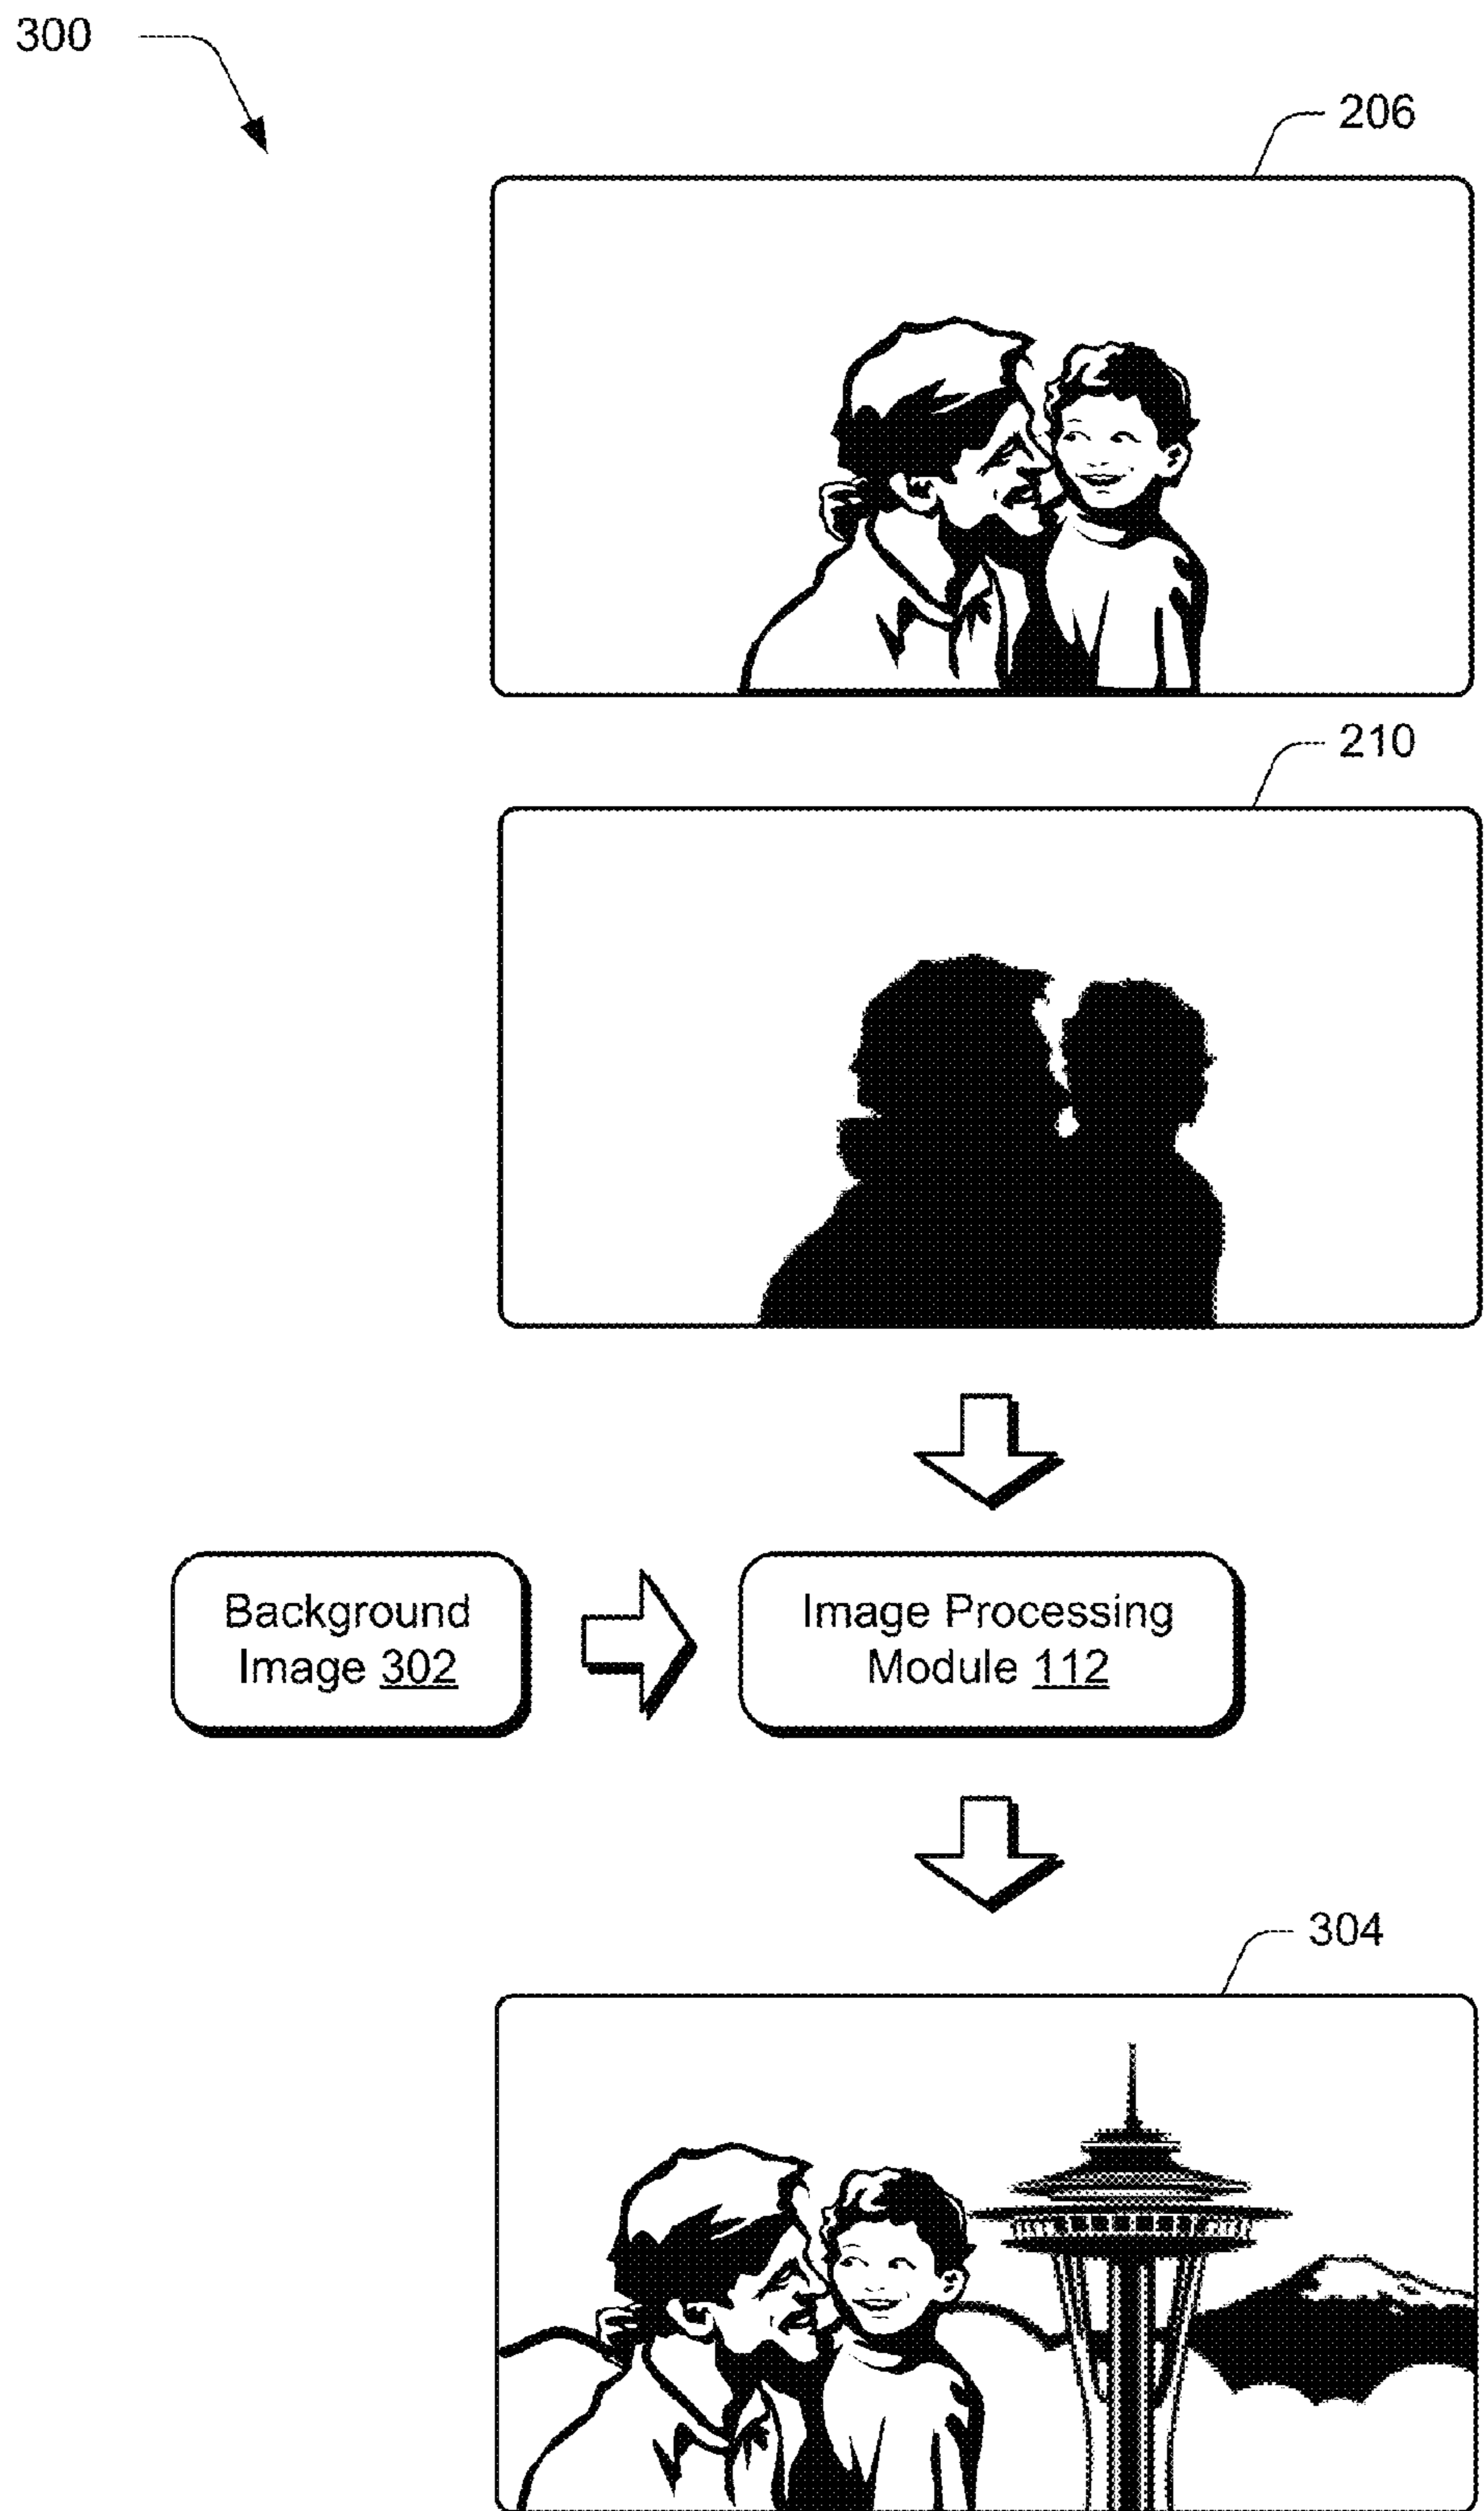 300
206
210
Background
Image 302
Image Processing
Module 112
304